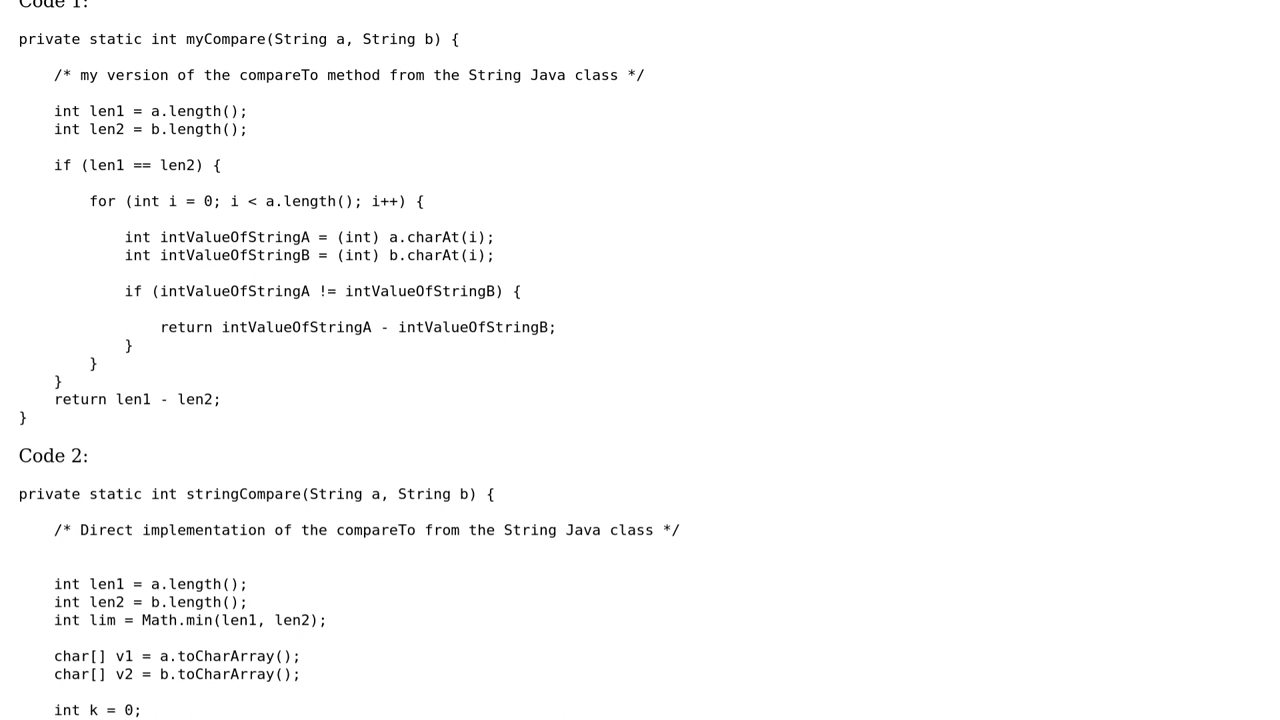 Code 1:
private static int myCompare(String a, String b) {
    /* my version of the compareTo method from the String Java class */
    int len1 = a.length();
    int len2 = b.length();
    if (len1 == len2) {
        for (int i = 0; i < a.length(); i++) {
            int intValueOfStringA = (int) a.charAt(i);
            int intValueOfStringB = (int) b.charAt(i);
            if (intValueOfStringA != intValueOfStringB) {
                return intValueOfStringA - intValueOfStringB;
            }
        }
    }
    return len1 - len2;
}
Code 2:
private static int stringCompare(String a, String b) {
    /* Direct implementation of the compareTo from the String Java class */
    int len1 = a.length();
    int len2 = b.length();
    int lim = Math.min(len1, len2);
    char[] v1 = a.toCharArray();
    char[] v2 = b.toCharArray();
    int k = 0;